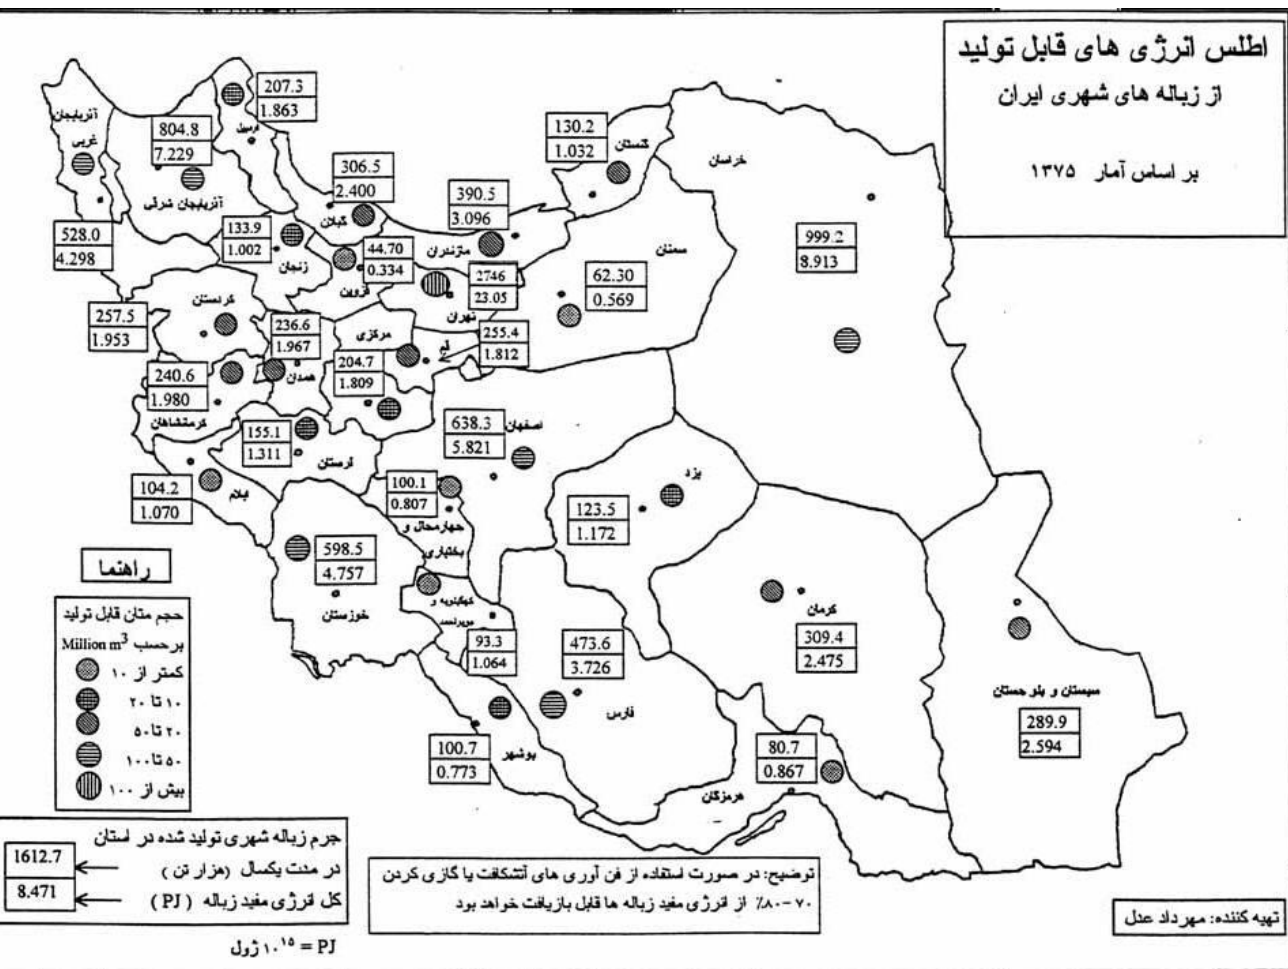 اطلس انرژی های قابل تولید
از زباله های شهری ایران
بر اساس آمار ۱۳۷۵
آذربایجان
غربی
528.0
4.298
804.8
7.229
آذربایجان شرقی
207.3
1.863
اردبیل
306.5
2.400
گیلان
390.5
3.096
مازندران
130.2
1.032
گلستان
خراسان
999.2
8.913
سمنان
62.30
0.569
133.9
1.002
زنجان
44.70
0.334
قزوین
2746
23.05
تهران
کردستان
257.5
1.953
236.6
1.967
همدان
مرکزی
204.7
1.809
قم
255.4
1.812
240.6
1.980
کرمانشاهان
155.1
1.311
لرستان
638.3
5.821
اصفهان
104.2
1.070
ایلام
100.1
0.807
چهارمحال و
بختیاری
یزد
123.5
1.172
598.5
4.757
خوزستان
کهگیلویه و
بویراحمد
93.3
1.064
473.6
3.726
فارس
کرمان
309.4
2.475
سیستان و بلوچستان
289.9
2.594
100.7
0.773
بوشهر
80.7
0.867
هرمزگان
راهنما
حجم متان قابل تولید
برحسب Million m³
کمتر از ۱۰
۱۰ تا ۲۰
۲۰ تا ۵۰
۵۰ تا ۱۰۰
بیش از ۱۰۰
جرم زباله شهری تولید شده در استان
در مدت یکسال (هزار تن) 1612.7
کل انرژی مفید زباله (PJ) 8.471
PJ = ۱۰¹⁵ ژول
توضیح: در صورت استفاده از فن آوری های آتشکافت یا گازی کردن
۷۰-۸۰٪ از انرژی مفید زباله ها قابل بازیافت خواهد بود
تهیه کننده: مهرداد عدل